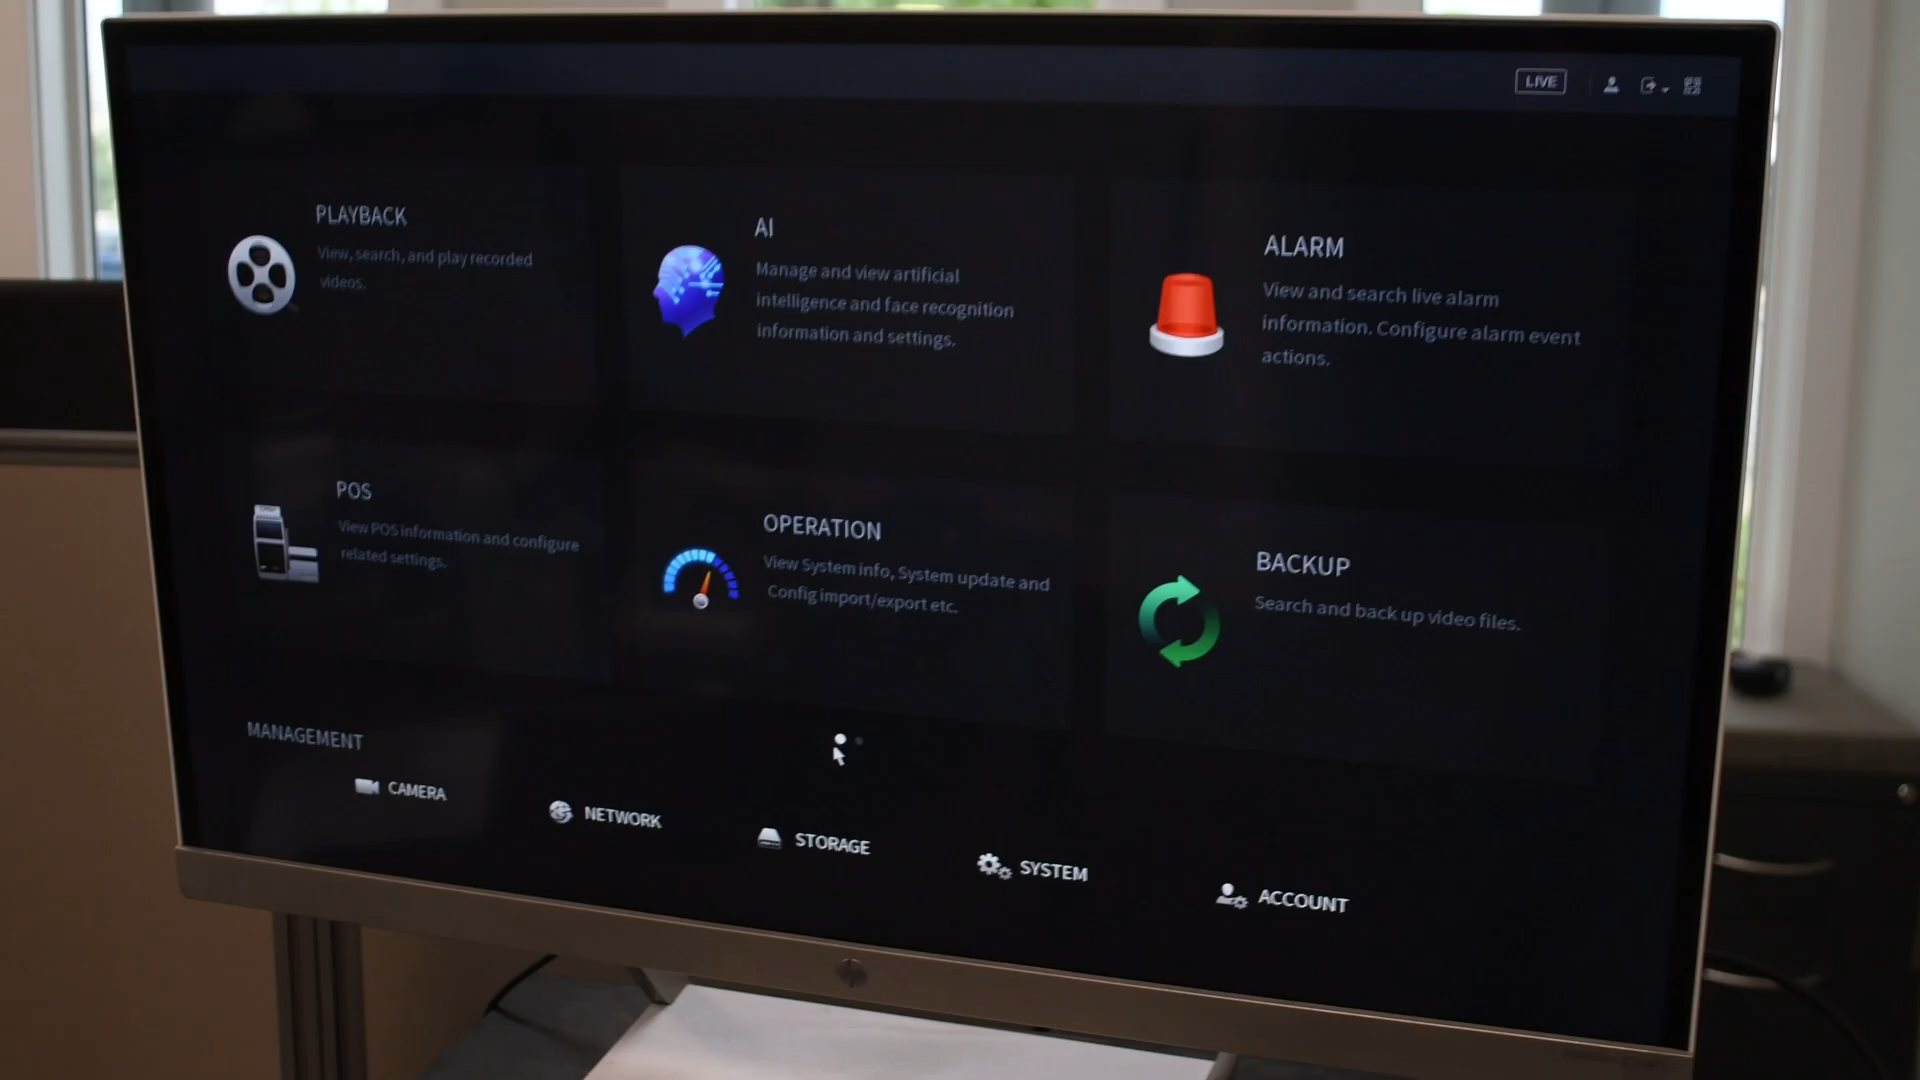 LIVE
PLAYBACK
View, search, and play recorded
videos.
AI
Manage and view artificial
intelligence and face recognition
information and settings.
ALARM
View and search live alarm
information. Configure alarm event
actions.
POS
View POS information and configure
related settings.
OPERATION
View System info, System update and
Config import/export etc.
BACKUP
Search and back up video files.
MANAGEMENT
CAMERA
NETWORK
STORAGE
SYSTEM
ACCOUNT